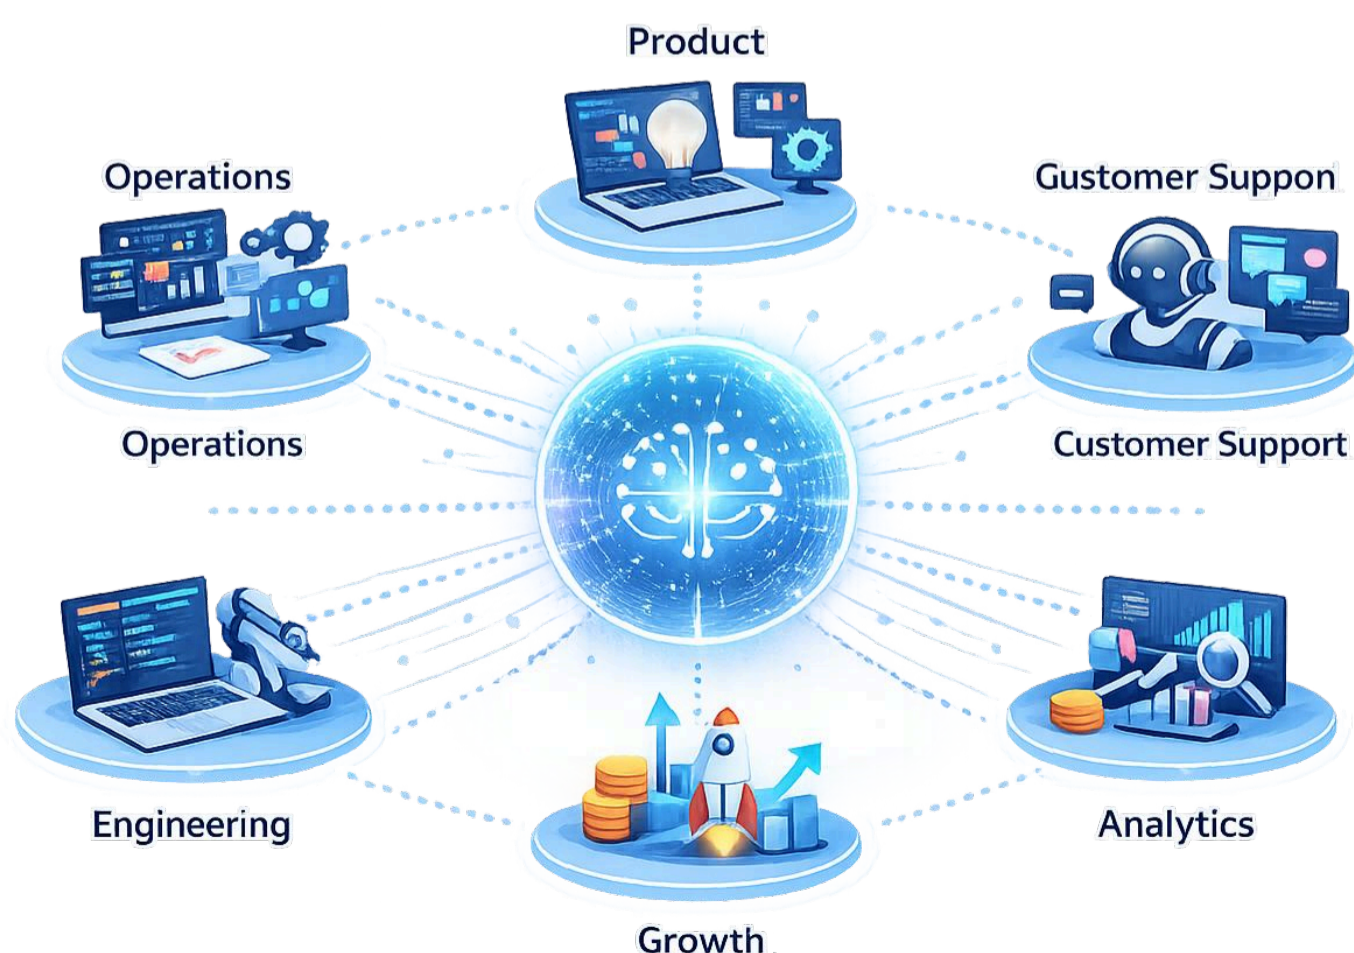 Product
Operations
Gustomer Suppon
Operations
Customer Support
Engineering
Analytics
Growth